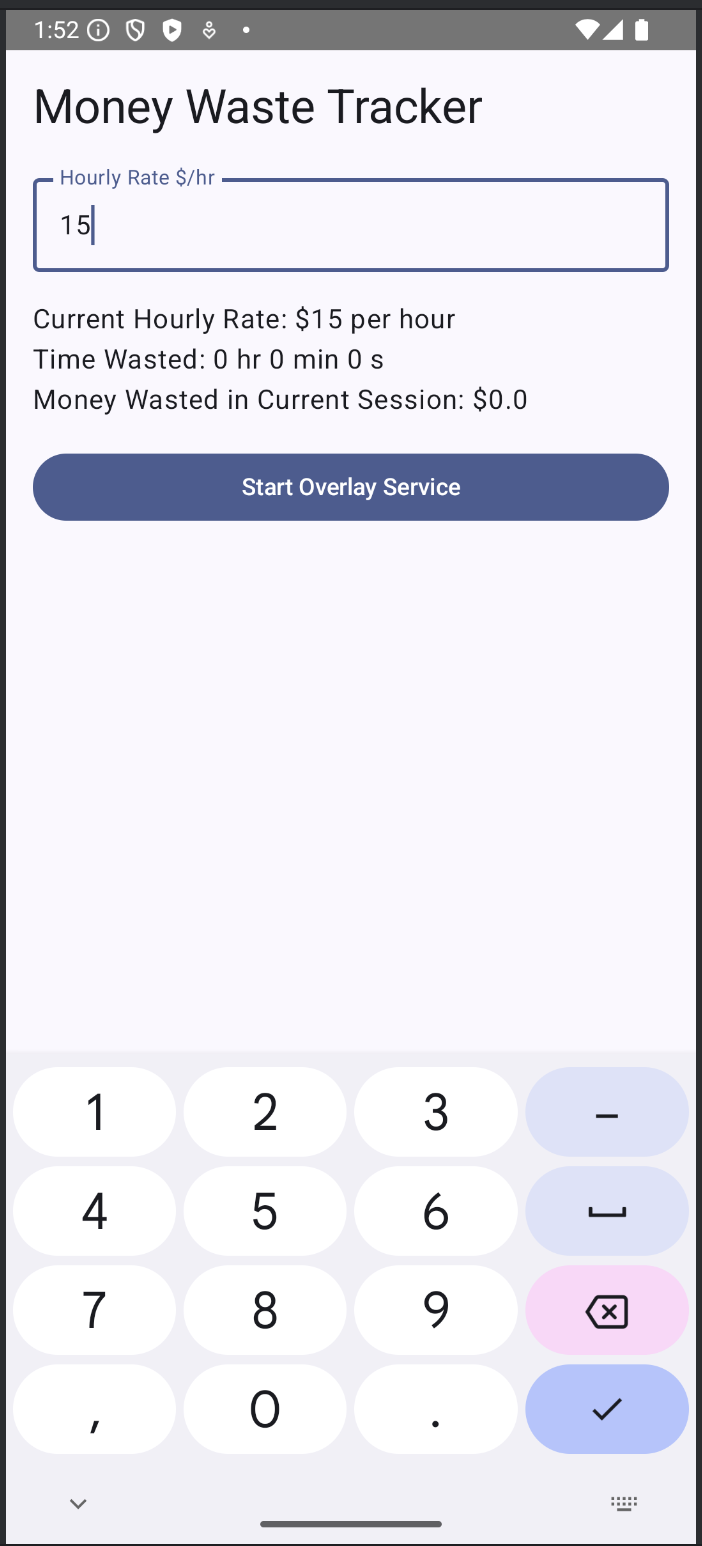 1:52
Money Waste Tracker
Hourly Rate $/hr
15
Current Hourly Rate: $15 per hour
Time Wasted: 0 hr 0 min 0 s
Money Wasted in Current Session: $0.0
Start Overlay Service
1 2 3 –
4 5 6
7 8 9
, 0 .